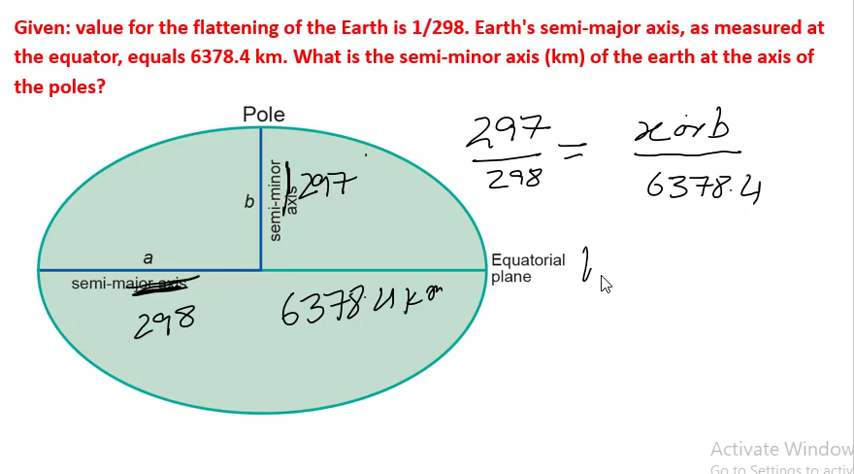 Given: value for the flattening of the Earth is 1/298. Earth's semi-major axis, as measured at
the equator, equals 6378.4 km. What is the semi-minor axis (km) of the earth at the axis of
the poles?
Pole
297
298
=
x or b
6378.4
b
semi-minor
axis
297
a
semi-major axis
Equatorial
plane
298
6378.4 km
Activate Window
Go to Settings to activ